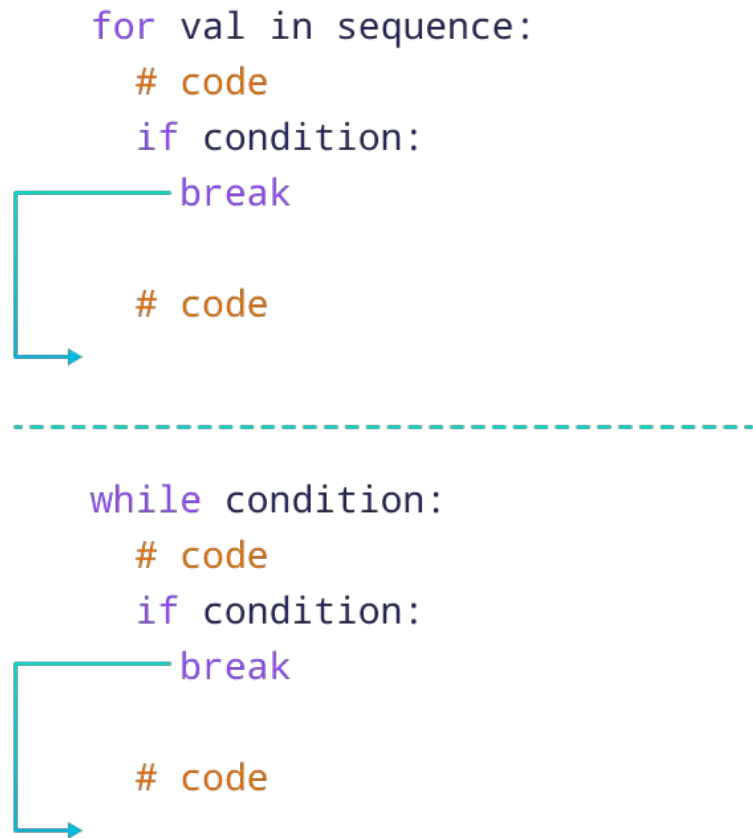 for val in sequence:
# code
if condition:
break
# code
while condition:
# code
if condition:
break
# code